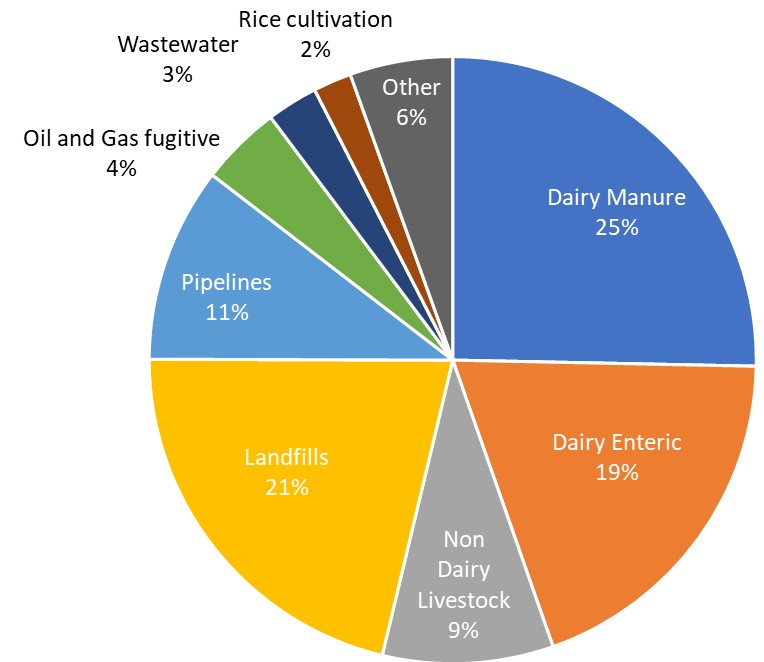 Rice cultivation
2%
Wastewater
3%
Other
6%
Oil and Gas fugitive
4%
Dairy Manure
25%
Pipelines
11%
Dairy Enteric
19%
Landfills
21%
Non
Dairy
Livestock
9%